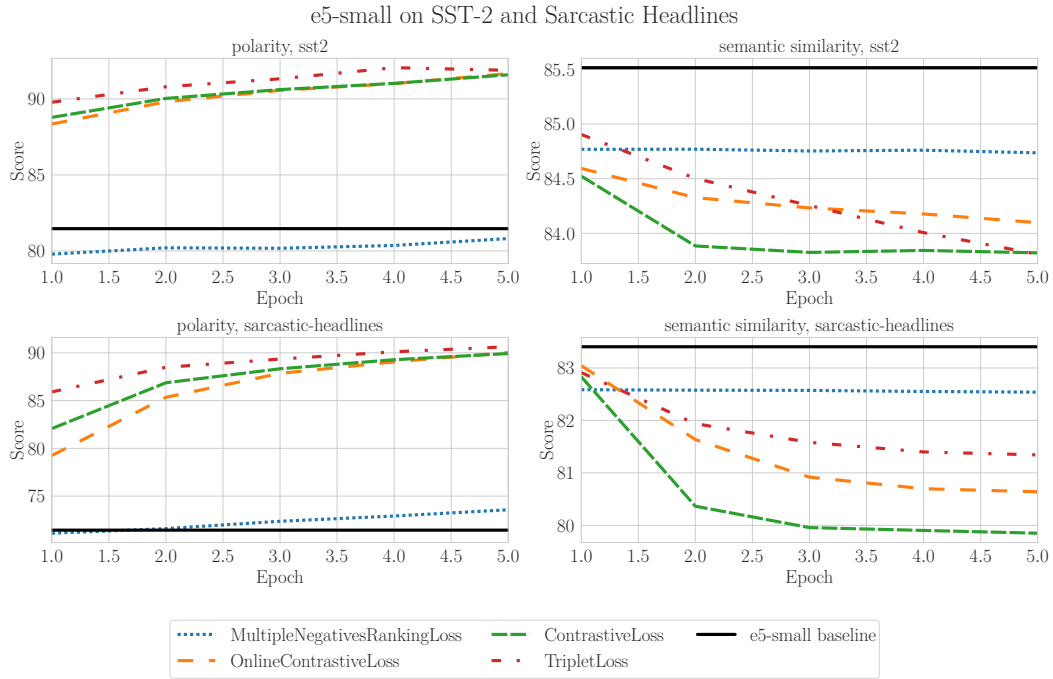 e5-small on SST-2 and Sarcastic Headlines
polarity, sst2
90
85
80
Score
1.0 1.5 2.0 2.5 3.0 3.5 4.0 4.5 5.0
Epoch
semantic similarity, sst2
85.5
85.0
84.5
84.0
Score
1.0 1.5 2.0 2.5 3.0 3.5 4.0 4.5 5.0
Epoch
polarity, sarcastic-headlines
90
85
80
75
Score
1.0 1.5 2.0 2.5 3.0 3.5 4.0 4.5 5.0
Epoch
semantic similarity, sarcastic-headlines
83
82
81
80
Score
1.0 1.5 2.0 2.5 3.0 3.5 4.0 4.5 5.0
Epoch
MultipleNegativesRankingLoss
OnlineContrastiveLoss
ContrastiveLoss
TripletLoss
e5-small baseline